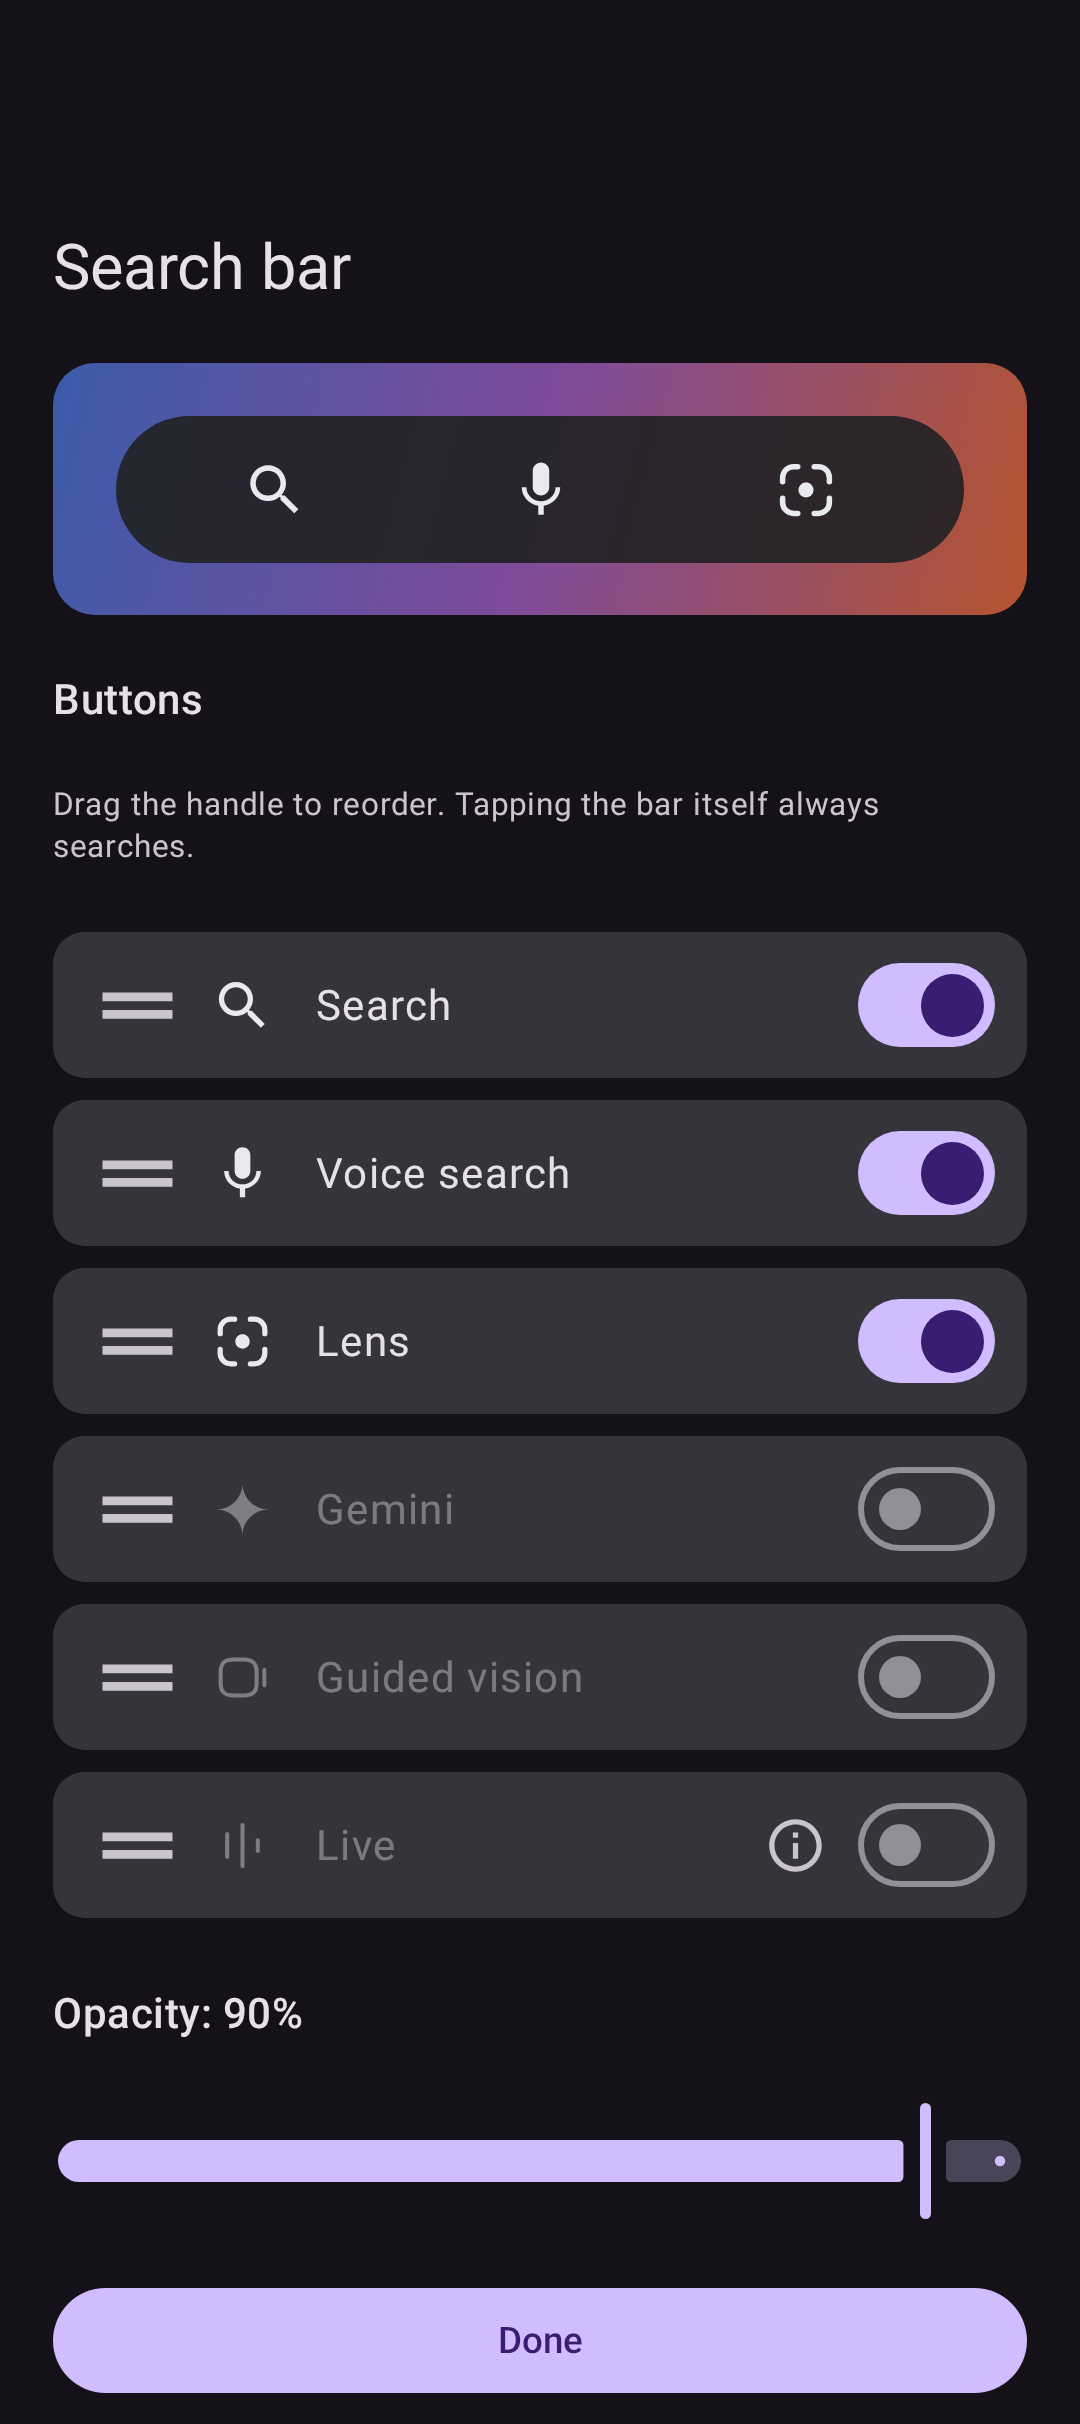 Search bar
Buttons
Drag the handle to reorder. Tapping the bar itself always
searches.
Search
Voice search
Lens
Gemini
Guided vision
Live
Opacity: 90%
Done